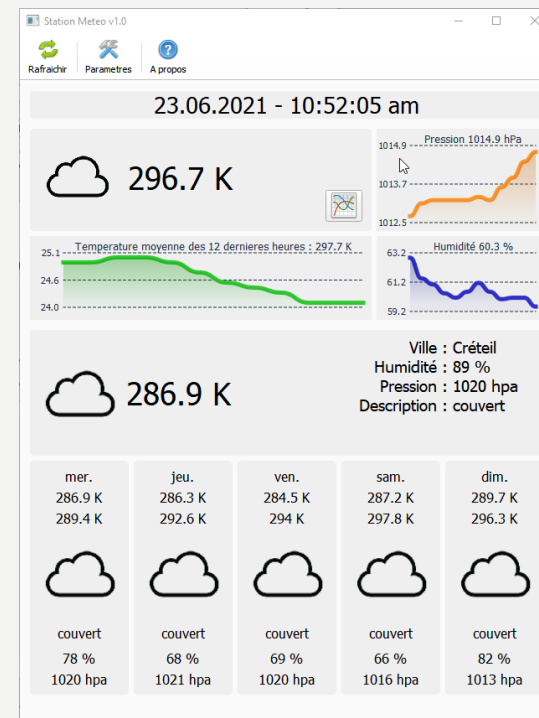 Station Meteo v1.0
Rafraichir Parametres A propos
23.06.2021 - 10:52:05 am
296.7 K
Pression 1014.9 hPa
1014.9
1013.7
1012.5
Temperature moyenne des 12 dernieres heures : 297.7 K
25.1
24.6
24.0
Humidité 60.3 %
63.2
61.2
59.2
286.9 K
Ville : Créteil
Humidité : 89 %
Pression : 1020 hpa
Description : couvert
mer. jeu. ven. sam. dim.
286.9 K 286.3 K 284.5 K 287.2 K 289.7 K
289.4 K 292.6 K 294 K 297.8 K 296.3 K
couvert couvert couvert couvert couvert
78 % 68 % 69 % 66 % 82 %
1020 hpa 1021 hpa 1020 hpa 1016 hpa 1013 hpa